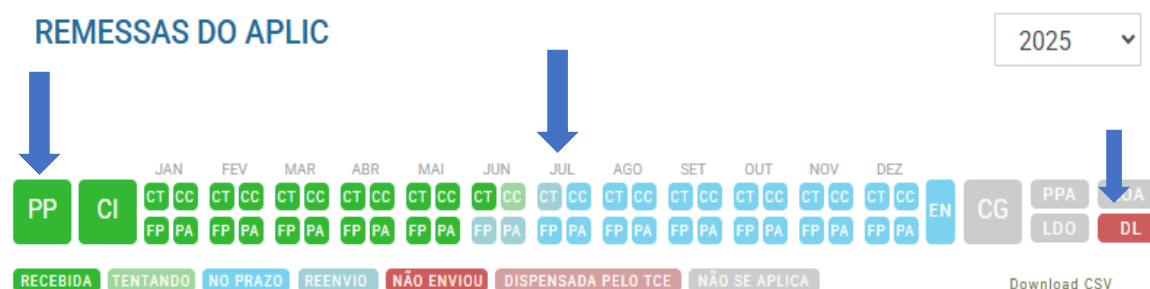 REMESSAS DO APLIC
2025
JAN FEV MAR ABR MAI JUN JUL AGO SET OUT NOV DEZ
PP CI CT CC CT CC CT CC CT CC CT CC CT CC CT CC CT CC CT CC CT CC CT CC CT CC EN CG PPA
FP PA FP PA FP PA FP PA FP PA FP PA FP PA FP PA FP PA FP PA FP PA FP PA LDO DL
RECEBIDA TENTANDO NO PRAZO REENVIO NÃO ENVIOU DISPENSADA PELO TCE NÃO SE APLICA
Download CSV